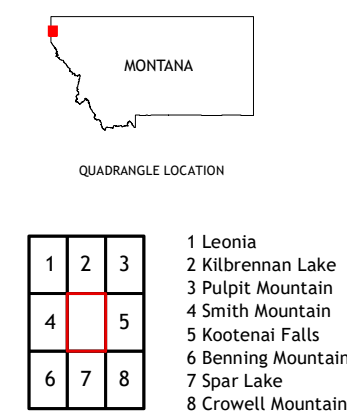 MONTANA
QUADRANGLE LOCATION
1 2 3
4 5
6 7 8
1 Leonia
2 Kilbrennan Lake
3 Pulpit Mountain
4 Smith Mountain
5 Kootenai Falls
6 Benning Mountain
7 Spar Lake
8 Crowell Mountain